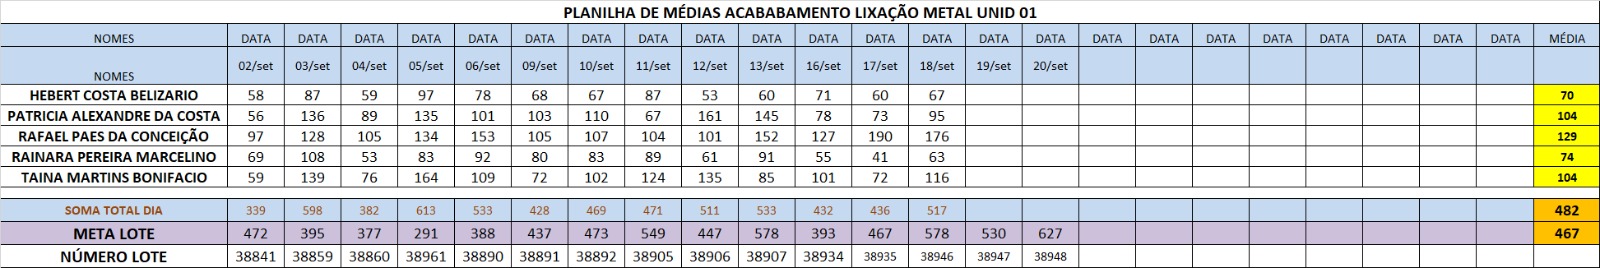 PLANILHA DE MÉDIAS ACABABAMENTO LIXAÇÃO METAL UNID 01
NOMES DATA DATA DATA DATA DATA DATA DATA DATA DATA DATA DATA DATA DATA DATA DATA DATA DATA DATA DATA DATA DATA DATA DATA MÉDIA
NOMES 02/set 03/set 04/set 05/set 06/set 09/set 10/set 11/set 12/set 13/set 16/set 17/set 18/set 19/set 20/set
HEBERT COSTA BELIZARIO 58 87 59 97 78 68 67 87 53 60 71 60 67 70
PATRICIA ALEXANDRE DA COSTA 56 136 89 135 101 103 110 67 161 145 78 73 95 104
RAFAEL PAES DA CONCEIÇÃO 97 128 105 134 153 105 107 104 101 152 127 190 176 129
RAINARA PEREIRA MARCELINO 69 108 53 83 92 80 83 89 61 91 55 41 63 74
TAINA MARTINS BONIFACIO 59 139 76 164 109 72 102 124 135 85 101 72 116 104
SOMA TOTAL DIA 339 598 382 613 533 428 469 471 511 533 432 436 517 482
META LOTE 472 395 377 291 388 437 473 549 447 578 393 467 578 530 627 467
NÚMERO LOTE 38841 38859 38860 38961 38890 38891 38892 38905 38906 38907 38934 38935 38946 38947 38948